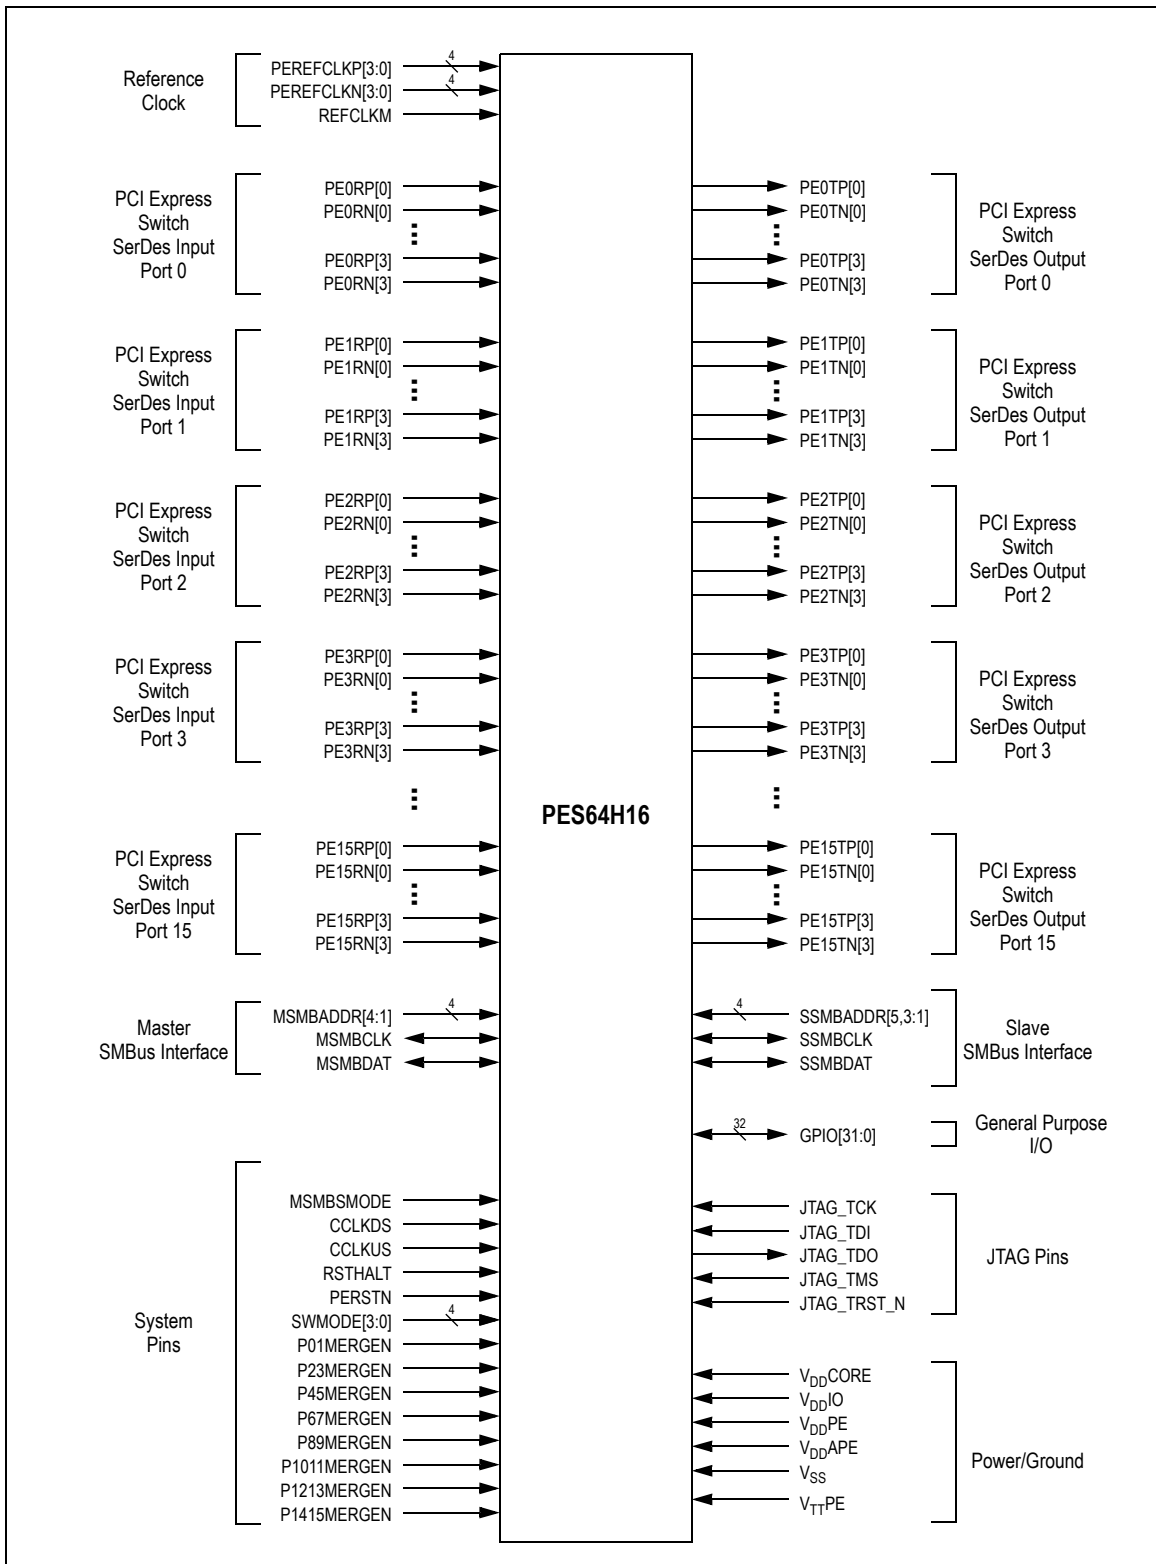 Reference
Clock
PEREFCLKP[3:0]
4
PEREFCLKN[3:0]
4
REFCLKM
PCI Express
Switch
SerDes Input
Port 0
PE0RP[0]
PE0RN[0]
PE0RP[3]
PE0RN[3]
PE0TP[0]
PE0TN[0]
PE0TP[3]
PE0TN[3]
PCI Express
Switch
SerDes Output
Port 0
PCI Express
Switch
SerDes Input
Port 1
PE1RP[0]
PE1RN[0]
PE1RP[3]
PE1RN[3]
PE1TP[0]
PE1TN[0]
PE1TP[3]
PE1TN[3]
PCI Express
Switch
SerDes Output
Port 1
PCI Express
Switch
SerDes Input
Port 2
PE2RP[0]
PE2RN[0]
PE2RP[3]
PE2RN[3]
PE2TP[0]
PE2TN[0]
PE2TP[3]
PE2TN[3]
PCI Express
Switch
SerDes Output
Port 2
PCI Express
Switch
SerDes Input
Port 3
PE3RP[0]
PE3RN[0]
PE3RP[3]
PE3RN[3]
PE3TP[0]
PE3TN[0]
PE3TP[3]
PE3TN[3]
PCI Express
Switch
SerDes Output
Port 3
PES64H16
PCI Express
Switch
SerDes Input
Port 15
PE15RP[0]
PE15RN[0]
PE15RP[3]
PE15RN[3]
PE15TP[0]
PE15TN[0]
PE15TP[3]
PE15TN[3]
PCI Express
Switch
SerDes Output
Port 15
Master
SMBus Interface
MSMBADDR[4:1]
4
MSMBCLK
MSMBDAT
4
SSMBADDR[5,3:1]
SSMBCLK
SSMBDAT
Slave
SMBus Interface
32
GPIO[31:0]
General Purpose
I/O
System
Pins
MSMBSMODE
CCLKDS
CCLKUS
RSTHALT
PERSTN
SWMODE[3:0]
4
P01MERGEN
P23MERGEN
P45MERGEN
P67MERGEN
P89MERGEN
P1011MERGEN
P1213MERGEN
P1415MERGEN
JTAG_TCK
JTAG_TDI
JTAG_TDO
JTAG_TMS
JTAG_TRST_N
JTAG Pins
VDDCORE
VDDIO
VDDPE
VDDAPE
VSS
VTTPE
Power/Ground